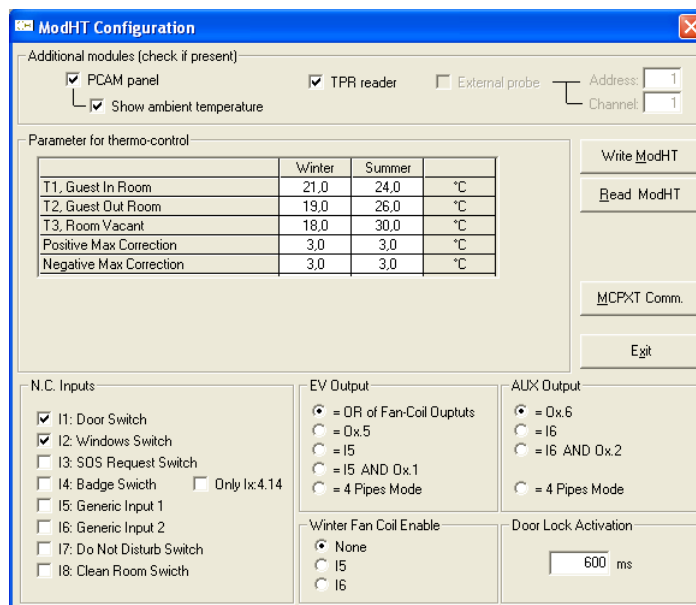 ModHT Configuration
Additional modules (check if present)
PCAM panel
TPR reader
External probe
Address: 1
Show ambient temperature
Channel: 1
Parameter for thermo-control
Winter Summer
T1, Guest In Room 21,0 24,0 °C
T2, Guest Out Room 19,0 26,0 °C
T3, Room Vacant 18,0 30,0 °C
Positive Max Correction 3,0 3,0 °C
Negative Max Correction 3,0 3,0 °C
Write ModHT
Read ModHT
MCPXT Comm.
Exit
N.C. Inputs
I1: Door Switch
I2: Windows Switch
I3: SOS Request Switch
I4: Badge Swicth Only Ix:4.14
I5: Generic Input 1
I6: Generic Input 2
I7: Do Not Disturb Switch
I8: Clean Room Swicth
EV Output
= OR of Fan-Coil Ouptuts
= Ox.5
= I5
= I5 AND Ox.1
= 4 Pipes Mode
AUX Output
= Ox.6
= I6
= I6 AND Ox.2
= 4 Pipes Mode
Winter Fan Coil Enable
None
I5
I6
Door Lock Activation
600 ms